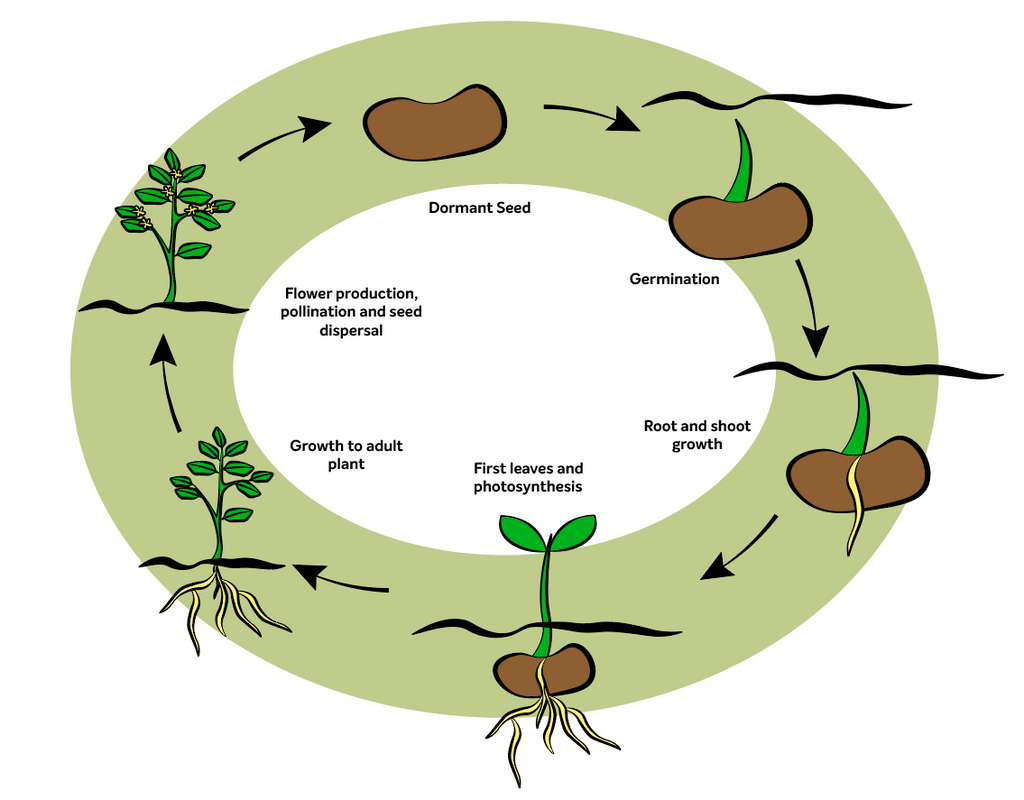 Dormant Seed
Germination
Root and shoot
growth
First leaves and
photosynthesis
Growth to adult
plant
Flower production,
pollination and seed
dispersal